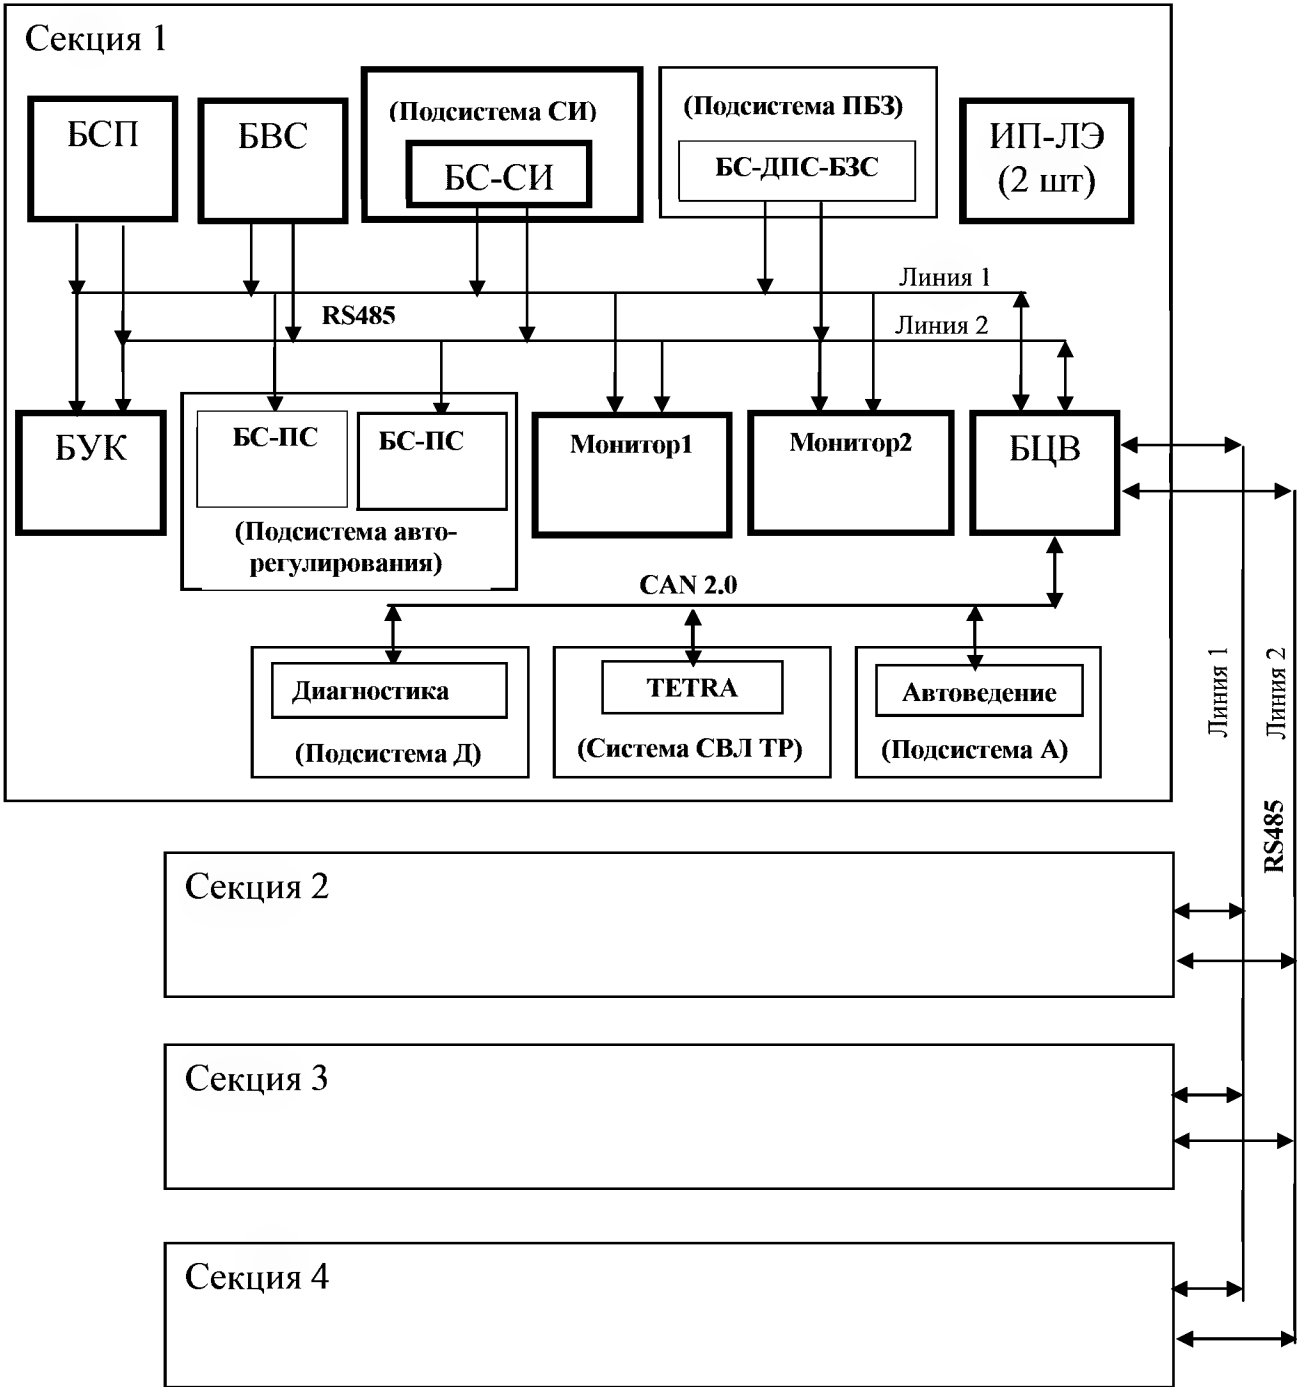 Секция 1
БСП
БВС
(Подсистема СИ)
БС-СИ
(Подсистема ПБЗ)
БС-ДПС-БЗС
ИП-ЛЭ
(2 шт)
Линия 1
RS485
Линия 2
БУК
БС-ПС
БС-ПС
(Подсистема авто-
регулирования)
Монитор1
Монитор2
БЦВ
CAN 2.0
Диагностика
(Подсистема Д)
TETRA
(Система СВЛ ТР)
Автоведение
(Подсистема А)
Линия 1
Линия 2
RS485
Секция 2
Секция 3
Секция 4